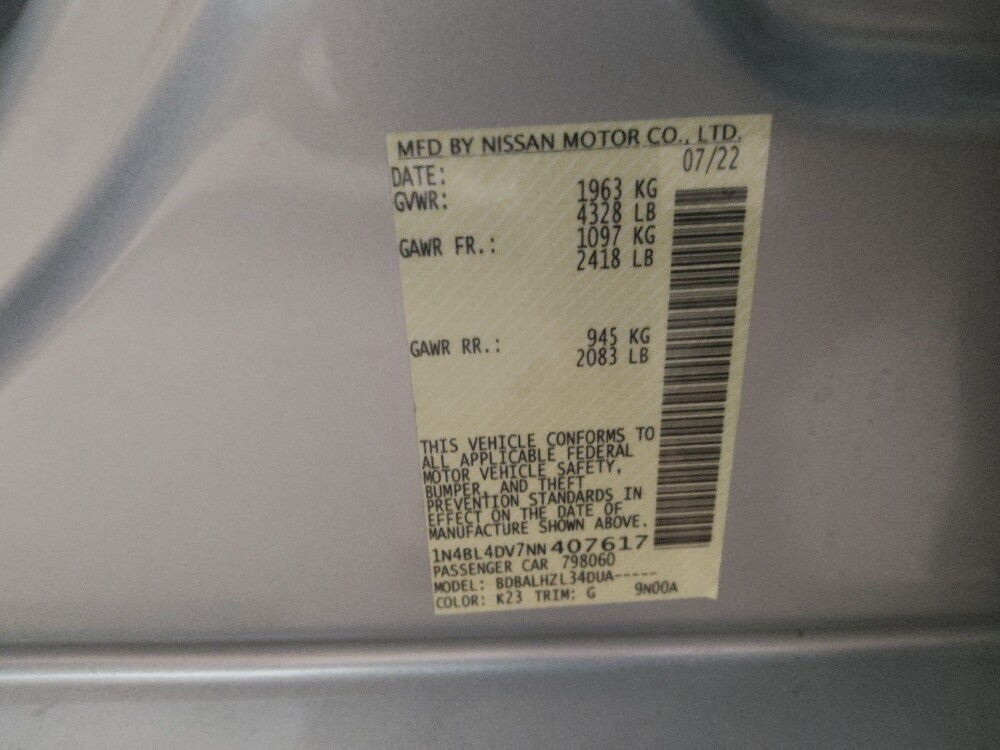 MFD BY NISSAN MOTOR CO., LTD.
DATE: 07/22
GVWR: 1963 KG
4328 LB
GAWR FR.: 1097 KG
2418 LB
GAWR RR.: 945 KG
2083 LB
THIS VEHICLE CONFORMS TO
ALL APPLICABLE FEDERAL
MOTOR VEHICLE SAFETY,
BUMPER, AND THEFT
PREVENTION STANDARDS IN
EFFECT ON THE DATE OF
MANUFACTURE SHOWN ABOVE.
1N4BL4DV7NN407617
PASSENGER CAR 798060
MODEL: BDBALHZL34DUA-----
COLOR: K23 TRIM: G 9N00A